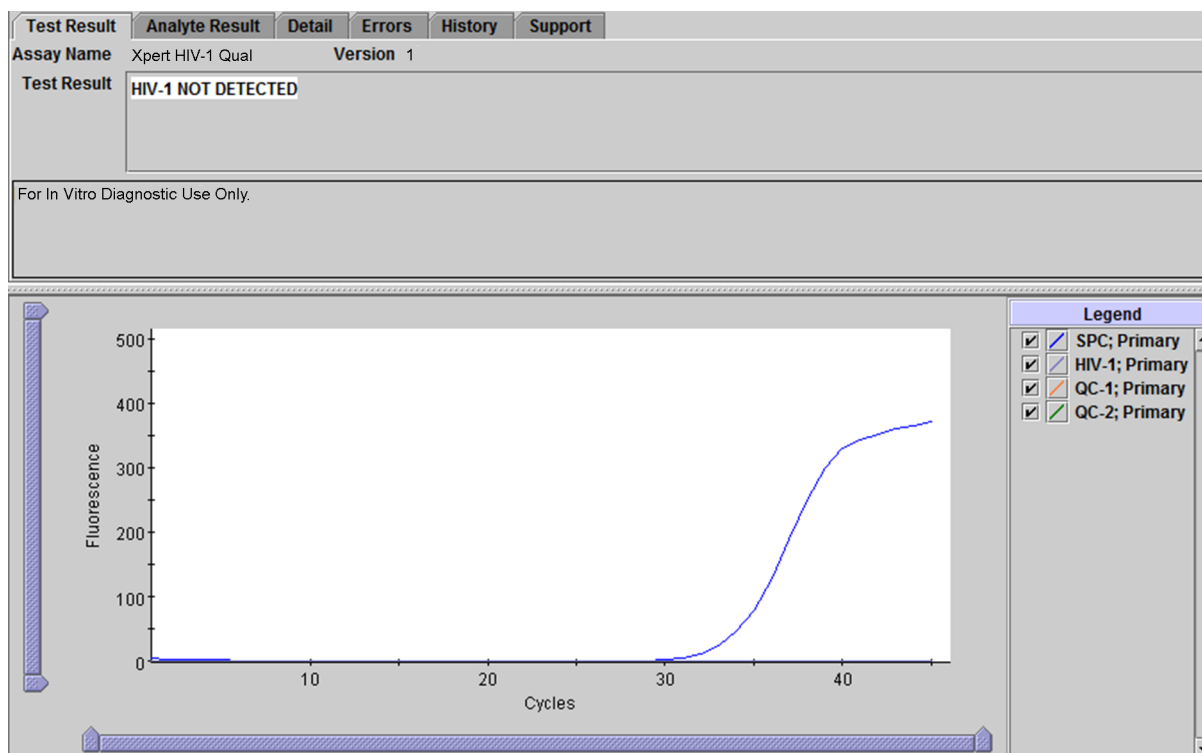 Test Result Analyte Result Detail Errors History Support
Assay Name Xpert HIV-1 Qual Version 1
Test Result HIV-1 NOT DETECTED
For In Vitro Diagnostic Use Only.
500
400
300
200
100
0
Fluorescence
10 20 30 40
Cycles
Legend
SPC; Primary
HIV-1; Primary
QC-1; Primary
QC-2; Primary